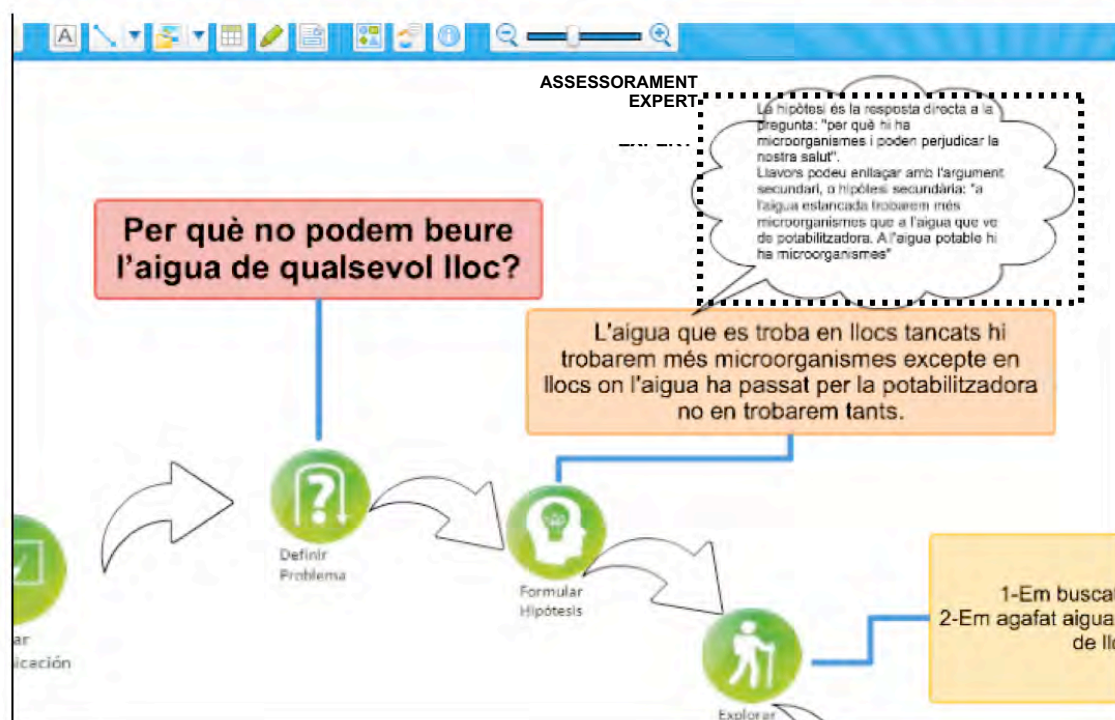 A
ASSESSORAMENT
EXPERT
La hipòtesi és la resposta directa a la
pregunta: "per què hi ha
microorganismes i poden perjudicar la
nostra salut".
Llavors podeu enllaçar amb l'argument
secundari, o hipòtesi secundària: "a
l'aigua estancada trobarem més
microorganismes que a l'aigua que ve
de potabilitzadora. A l'aigua potable hi
ha microorganismes"
Per què no podem beure
l'aigua de qualsevol lloc?
L'aigua que es troba en llocs tancats hi
trobarem més microorganismes excepte en
llocs on l'aigua ha passat per la potabilitzadora
no en trobarem tants.
Definir
Problema
Formular
Hipótesis
1-Em buscat
2-Em agafat aigua
de llo
ar
icación
Explorar